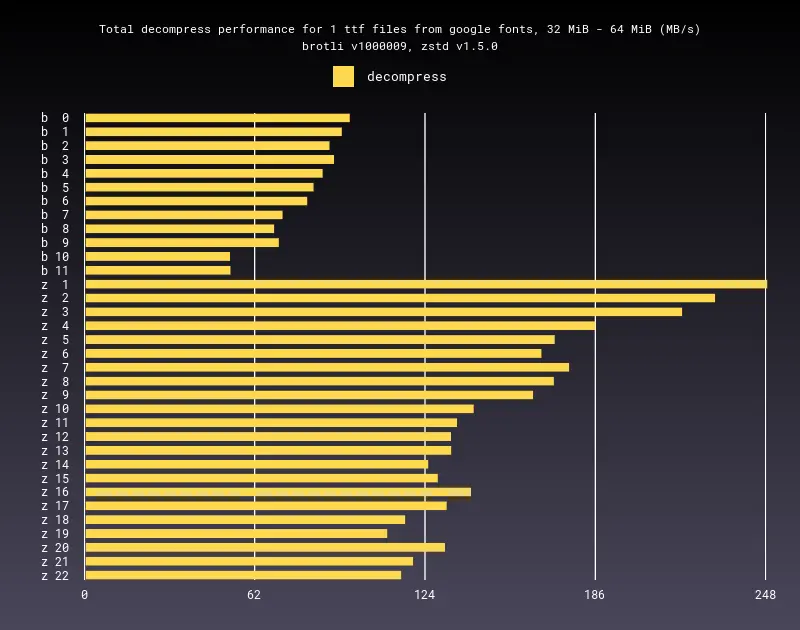 Total decompress performance for 1 ttf files from google fonts, 32 MiB - 64 MiB (MB/s)
brotli v1000009, zstd v1.5.0
decompress
b 0
b 1
b 2
b 3
b 4
b 5
b 6
b 7
b 8
b 9
b 10
b 11
z 1
z 2
z 3
z 4
z 5
z 6
z 7
z 8
z 9
z 10
z 11
z 12
z 13
z 14
z 15
z 16
z 17
z 18
z 19
z 20
z 21
z 22
0 62 124 186 248